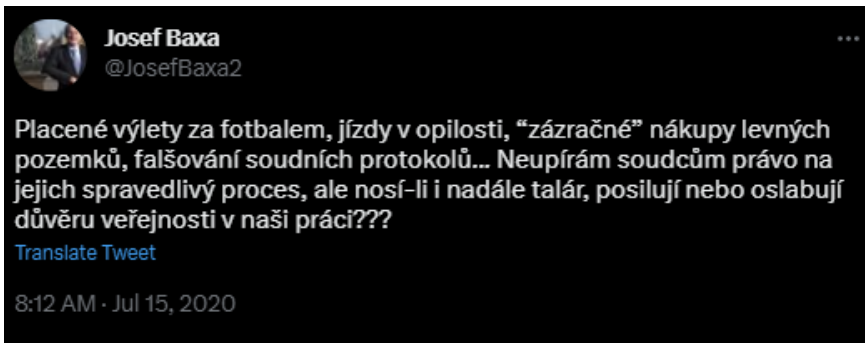 Josef Baxa
@JosefBaxa2
Placené výlety za fotbalem, jízdy v opilosti, “zázračné” nákupy levných
pozemků, falšování soudních protokolů... Neupírám soudcům právo na
jejich spravedlivý proces, ale nosí-li i nadále talár, posilují nebo oslabují
důvěru veřejnosti v naši práci???
Translate Tweet
8:12 AM · Jul 15, 2020